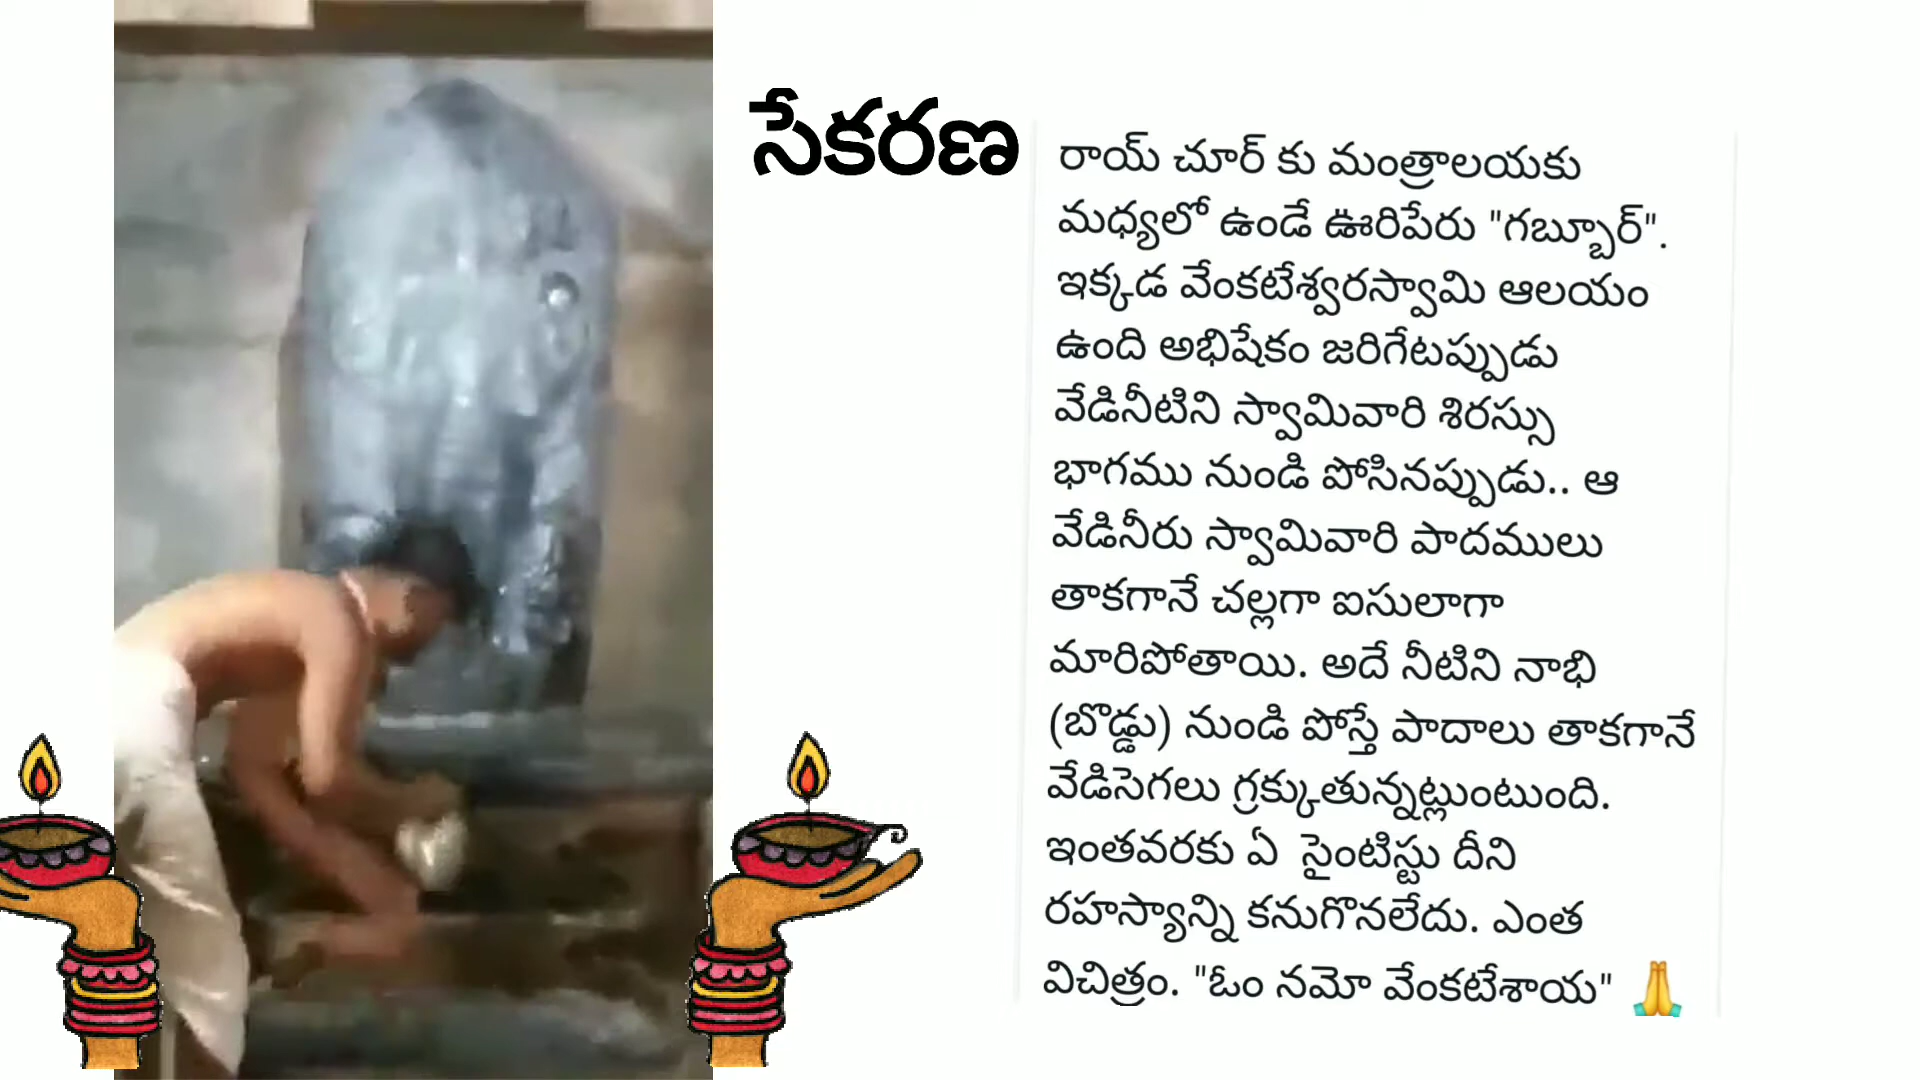 సేకరణ
రాయ్ చూర్ కు మంత్రాలయకు
మధ్యలో ఉండే ఊరిపేరు "గబ్బూర్".
ఇక్కడ వేంకటేశ్వరస్వామి ఆలయం
ఉంది అభిషేకం జరిగేటప్పుడు
వేడినీటిని స్వామివారి శిరస్సు
భాగము నుండి పోసినప్పుడు.. ఆ
వేడినీరు స్వామివారి పాదములు
తాకగానే చల్లగా ఐసులాగా
మారిపోతాయి. అదే నీటిని నాభి
(బొడ్డు) నుండి పోస్తే పాదాలు తాకగానే
వేడిసెగలు గ్రక్కుతున్నట్లుంటుంది.
ఇంతవరకు ఏ సైంటిస్టు దీని
రహస్యాన్ని కనుగొనలేదు. ఎంత
విచిత్రం. "ఓం నమో వేంకటేశాయ" 🙏